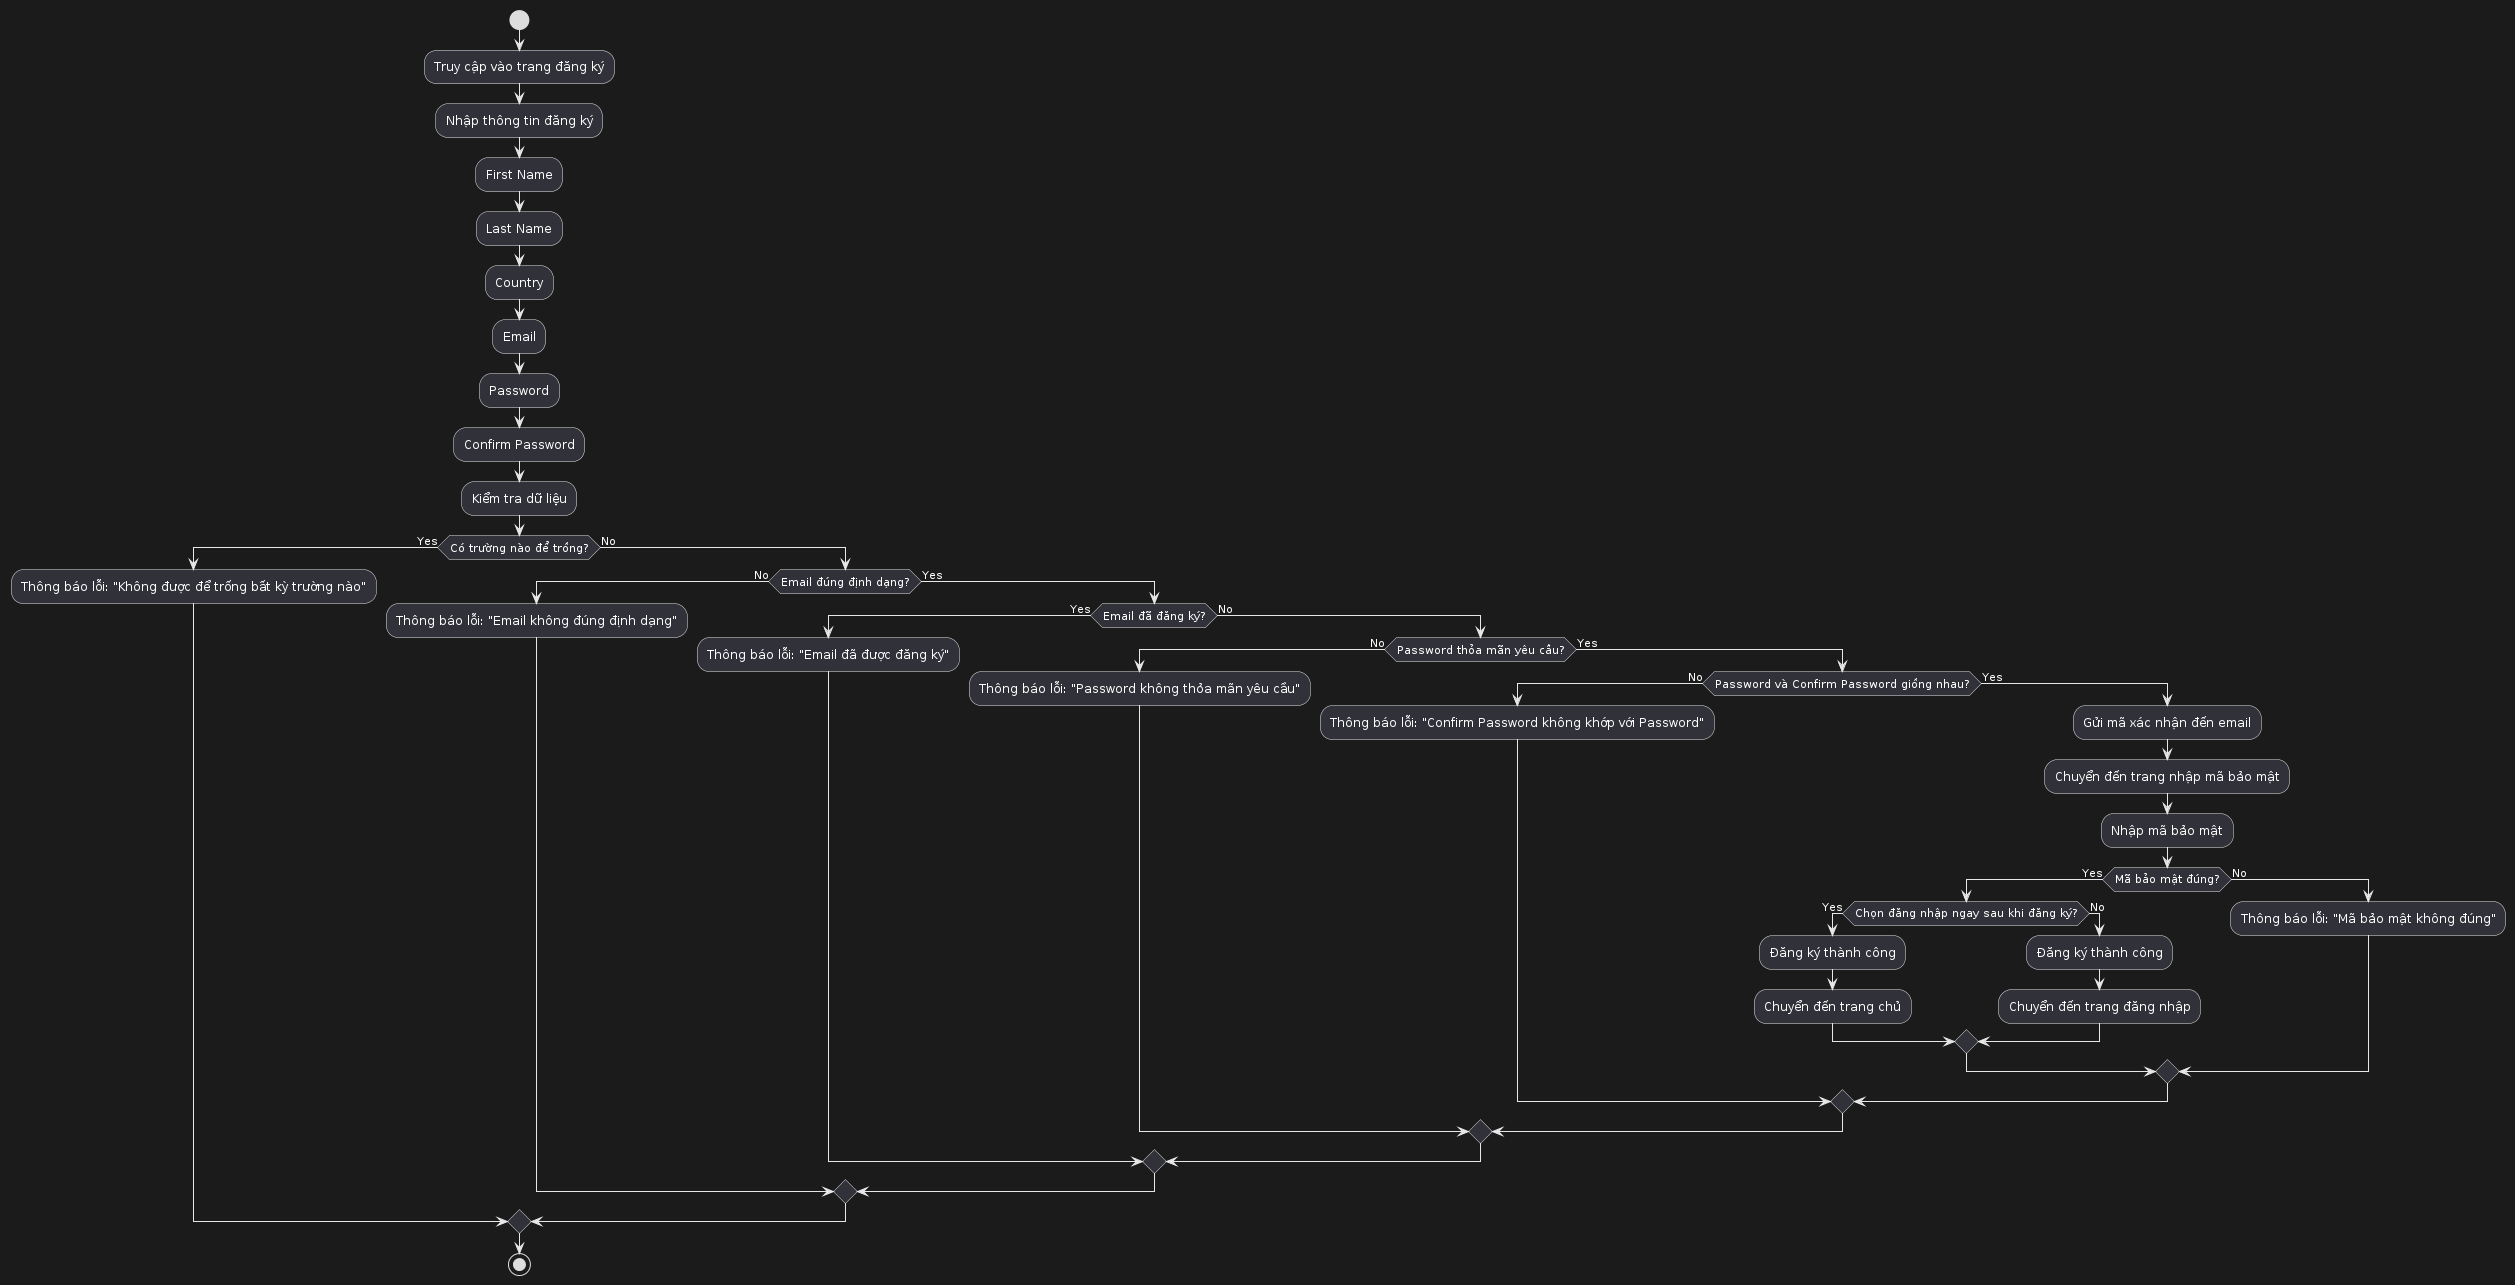 Truy cập vào trang đăng ký
Nhập thông tin đăng ký
First Name
Last Name
Country
Email
Password
Confirm Password
Kiểm tra dữ liệu
Yes
Có trường nào để trống?
No
Thông báo lỗi: "Không được để trống bất kỳ trường nào"
No
Email đúng định dạng?
Yes
Thông báo lỗi: "Email không đúng định dạng"
Yes
Email đã đăng ký?
No
Thông báo lỗi: "Email đã được đăng ký"
No
Password thỏa mãn yêu cầu?
Yes
Thông báo lỗi: "Password không thỏa mãn yêu cầu"
No
Password và Confirm Password giống nhau?
Yes
Thông báo lỗi: "Confirm Password không khớp với Password"
Gửi mã xác nhận đến email
Chuyển đến trang nhập mã bảo mật
Nhập mã bảo mật
Yes
Mã bảo mật đúng?
No
Yes
Chọn đăng nhập ngay sau khi đăng ký?
No
Thông báo lỗi: "Mã bảo mật không đúng"
Đăng ký thành công
Đăng ký thành công
Chuyển đến trang chủ
Chuyển đến trang đăng nhập